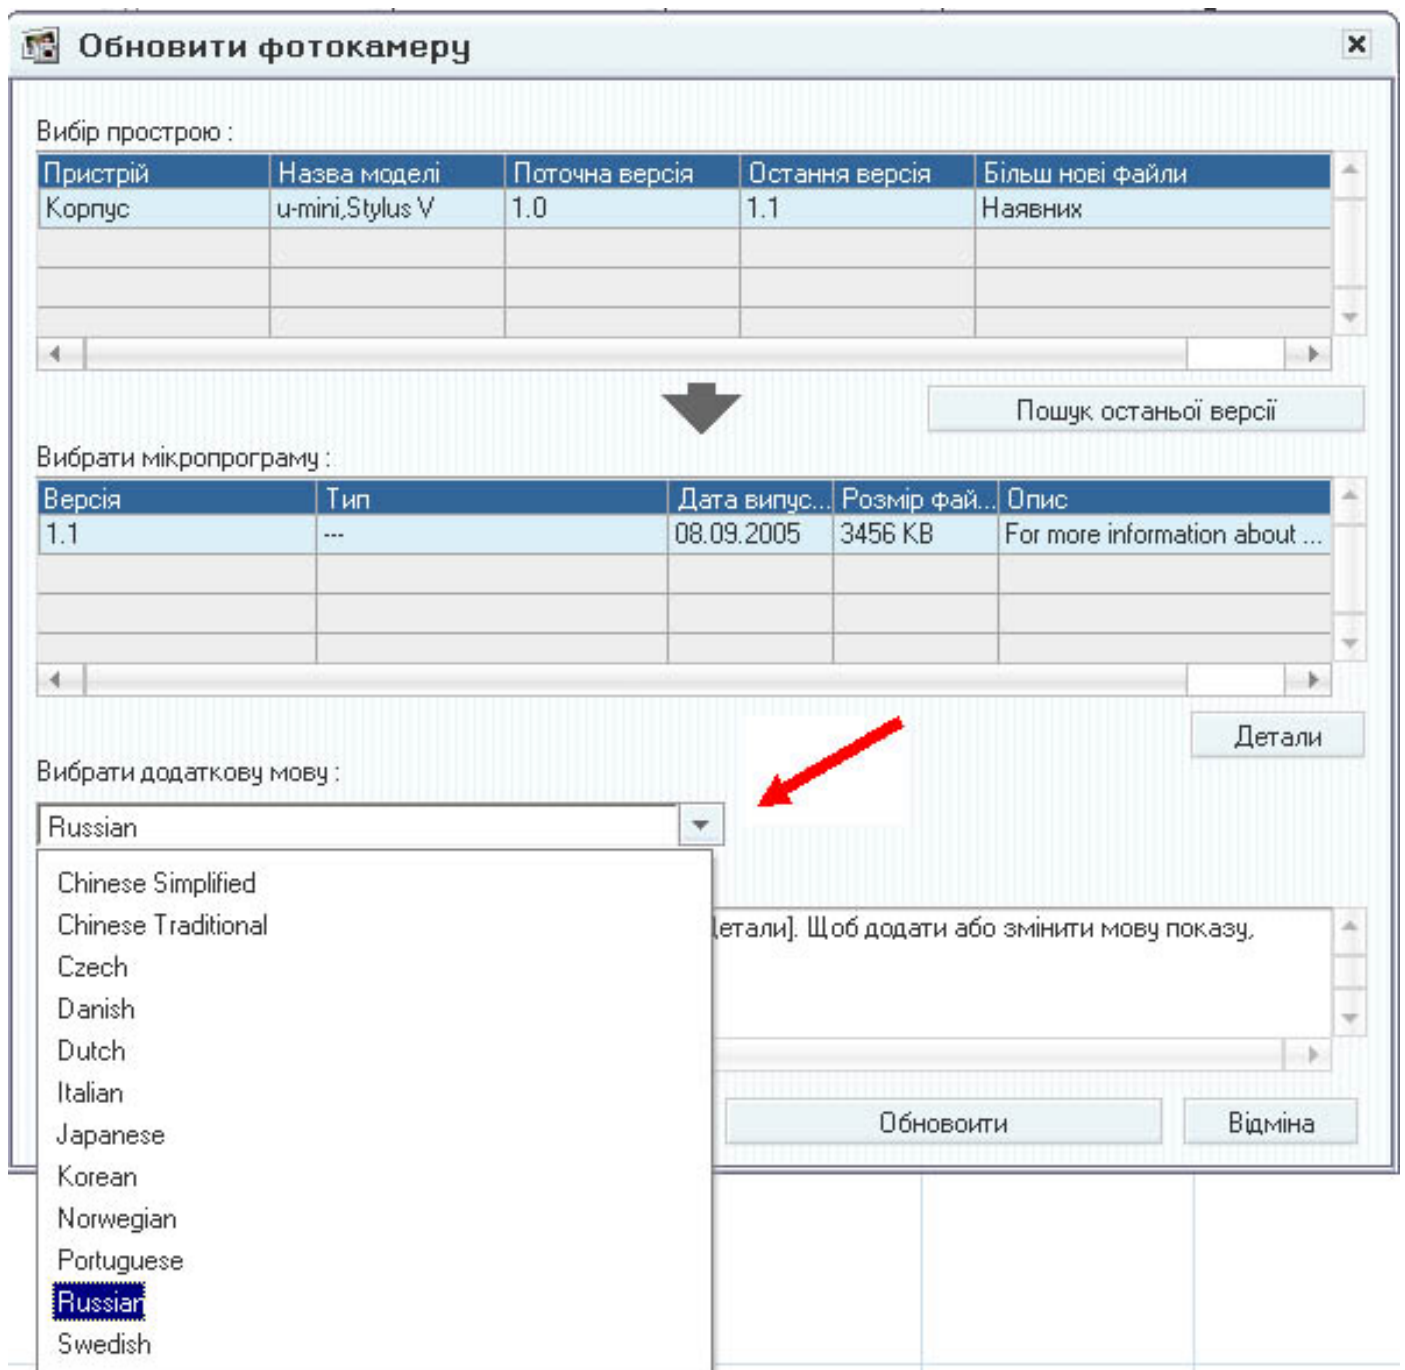 Обновити фотокамеру
Вибір прострою :
Пристрій Назва моделі Поточна версія Остання версія Більш нові файли
Корпус u-mini,Stylus V 1.0 1.1 Наявних
Пошук останьої версії
Вибрати мікропрограму :
Версія Тип Дата випус... Розмір фай... Опис
1.1 --- 08.09.2005 3456 KB For more information about ...
Детали
Вибрати додаткову мову :
Russian
Chinese Simplified
Chinese Traditional
етали]. Щоб додати або змінити мову показу,
Czech
Danish
Dutch
Italian
Обновоити Відміна
Japanese
Korean
Norwegian
Portuguese
Russian
Swedish